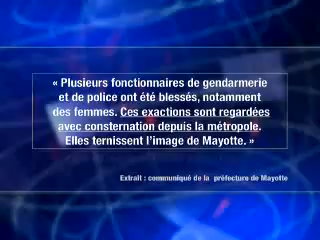 « Plusieurs fonctionnaires de gendarmerie
et de police ont été blessés, notamment
des femmes. Ces exactions sont regardées
avec consternation depuis la métropole.
Elles ternissent l'image de Mayotte. »
Extrait : communiqué de la préfecture de Mayotte